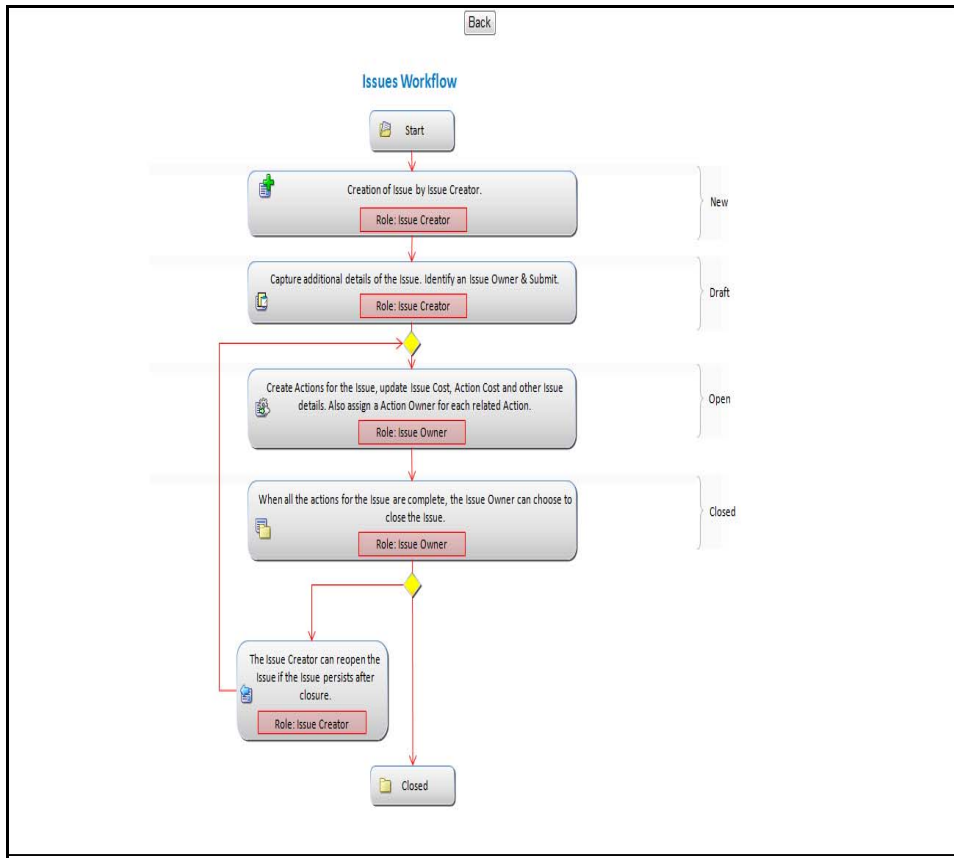 Back
Issues Workflow
Start
Creation of Issue by Issue Creator.
Role: Issue Creator
New
Capture additional details of the Issue. Identify an Issue Owner & Submit.
Role: Issue Creator
Draft
Create Actions for the Issue, update Issue Cost, Action Cost and other Issue
details. Also assign a Action Owner for each related Action.
Role: Issue Owner
Open
When all the actions for the Issue are complete, the Issue Owner can choose to
close the Issue.
Role: Issue Owner
Closed
The Issue Creator can reopen the
Issue if the Issue persists after
closure.
Role: Issue Creator
Closed